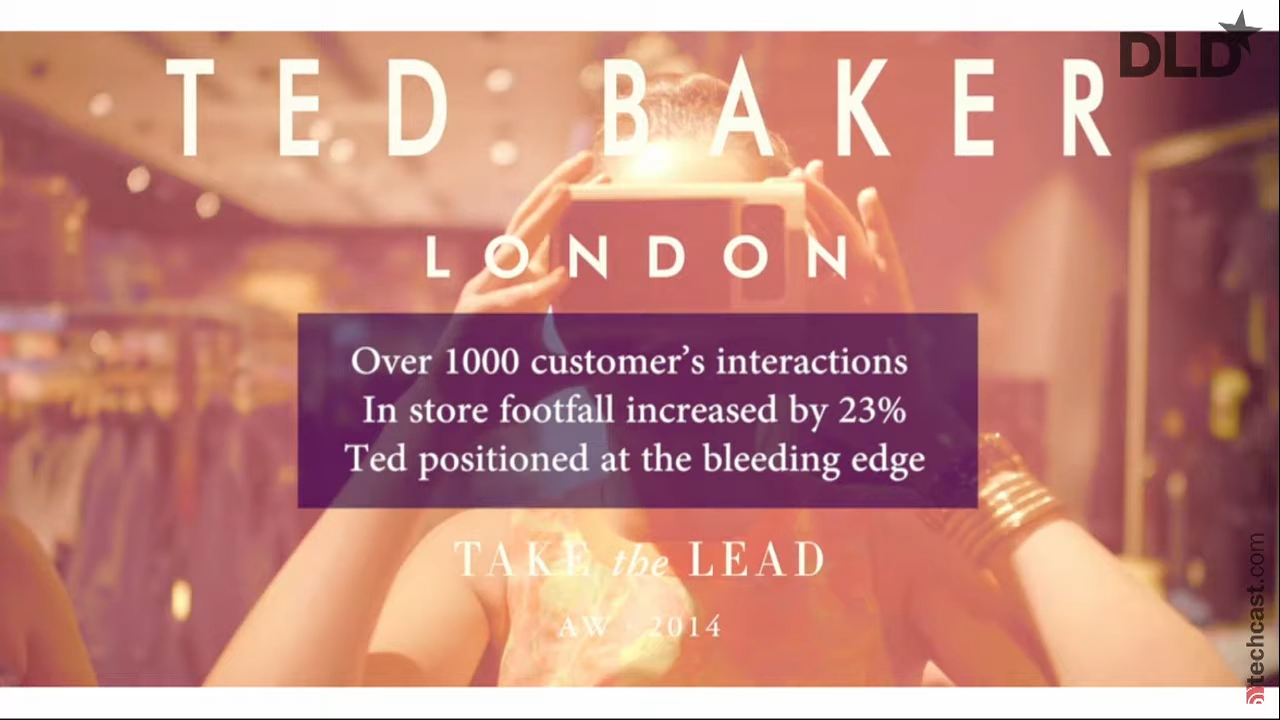 DLD
TED BAKER
LONDON
Over 1000 customer’s interactions
In store footfall increased by 23%
Ted positioned at the bleeding edge
TAKE the LEAD
AW · 2014
techcast.com